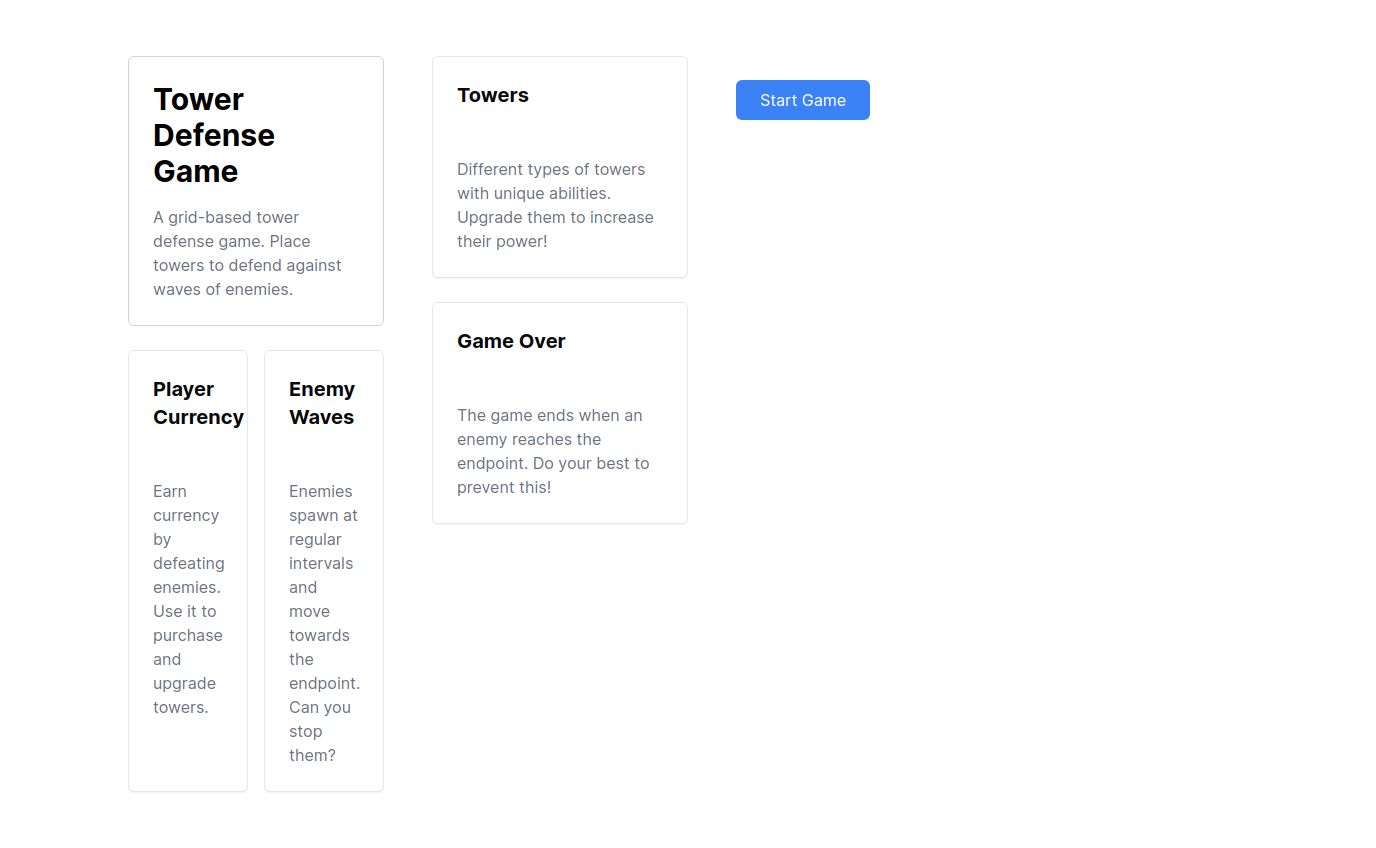 Tower
Defense
Game
A grid-based tower
defense game. Place
towers to defend against
waves of enemies.
Player
Currency
Earn
currency
by
defeating
enemies.
Use it to
purchase
and
upgrade
towers.
Enemy
Waves
Enemies
spawn at
regular
intervals
and
move
towards
the
endpoint.
Can you
stop
them?
Towers
Different types of towers
with unique abilities.
Upgrade them to increase
their power!
Game Over
The game ends when an
enemy reaches the
endpoint. Do your best to
prevent this!
Start Game